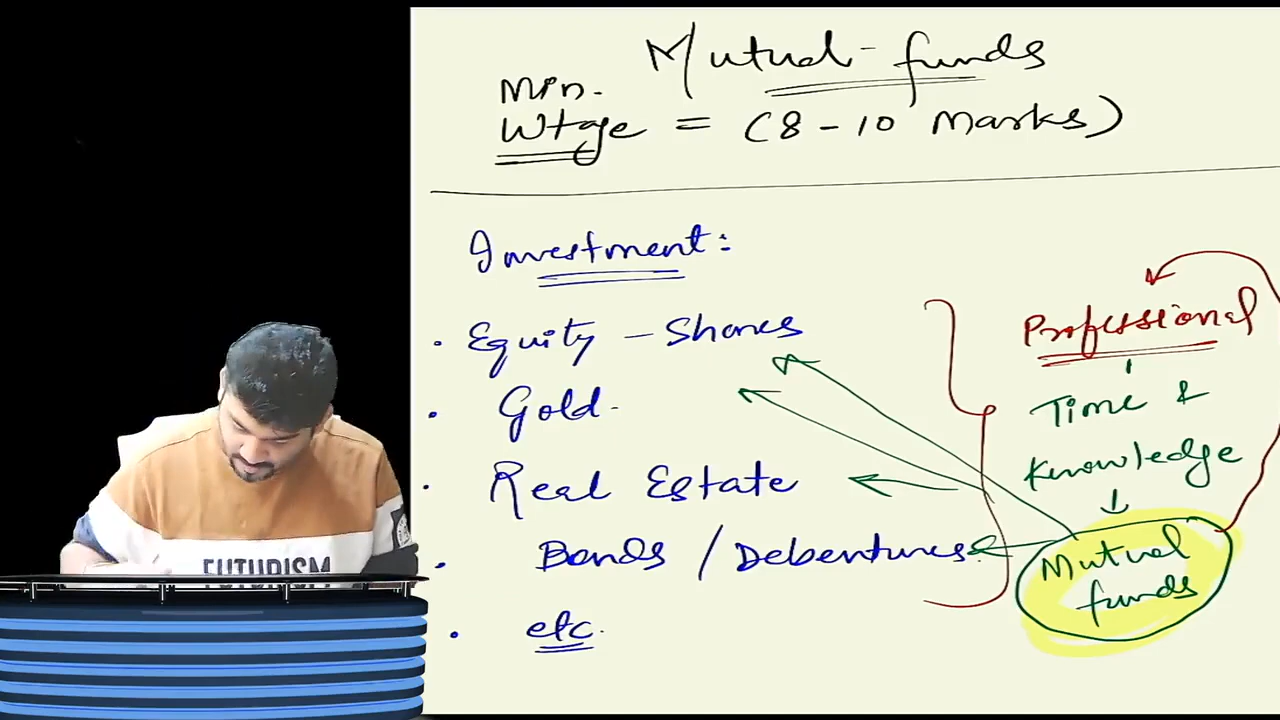 Mutual funds
Min.
Wtage = (8-10 Marks)
Investment:
• Equity - Shares
• Gold.
• Real Estate
• Bonds / Debentures.
• etc.
Professional
Time &
Knowledge
Mutual
funds
FUTURISM